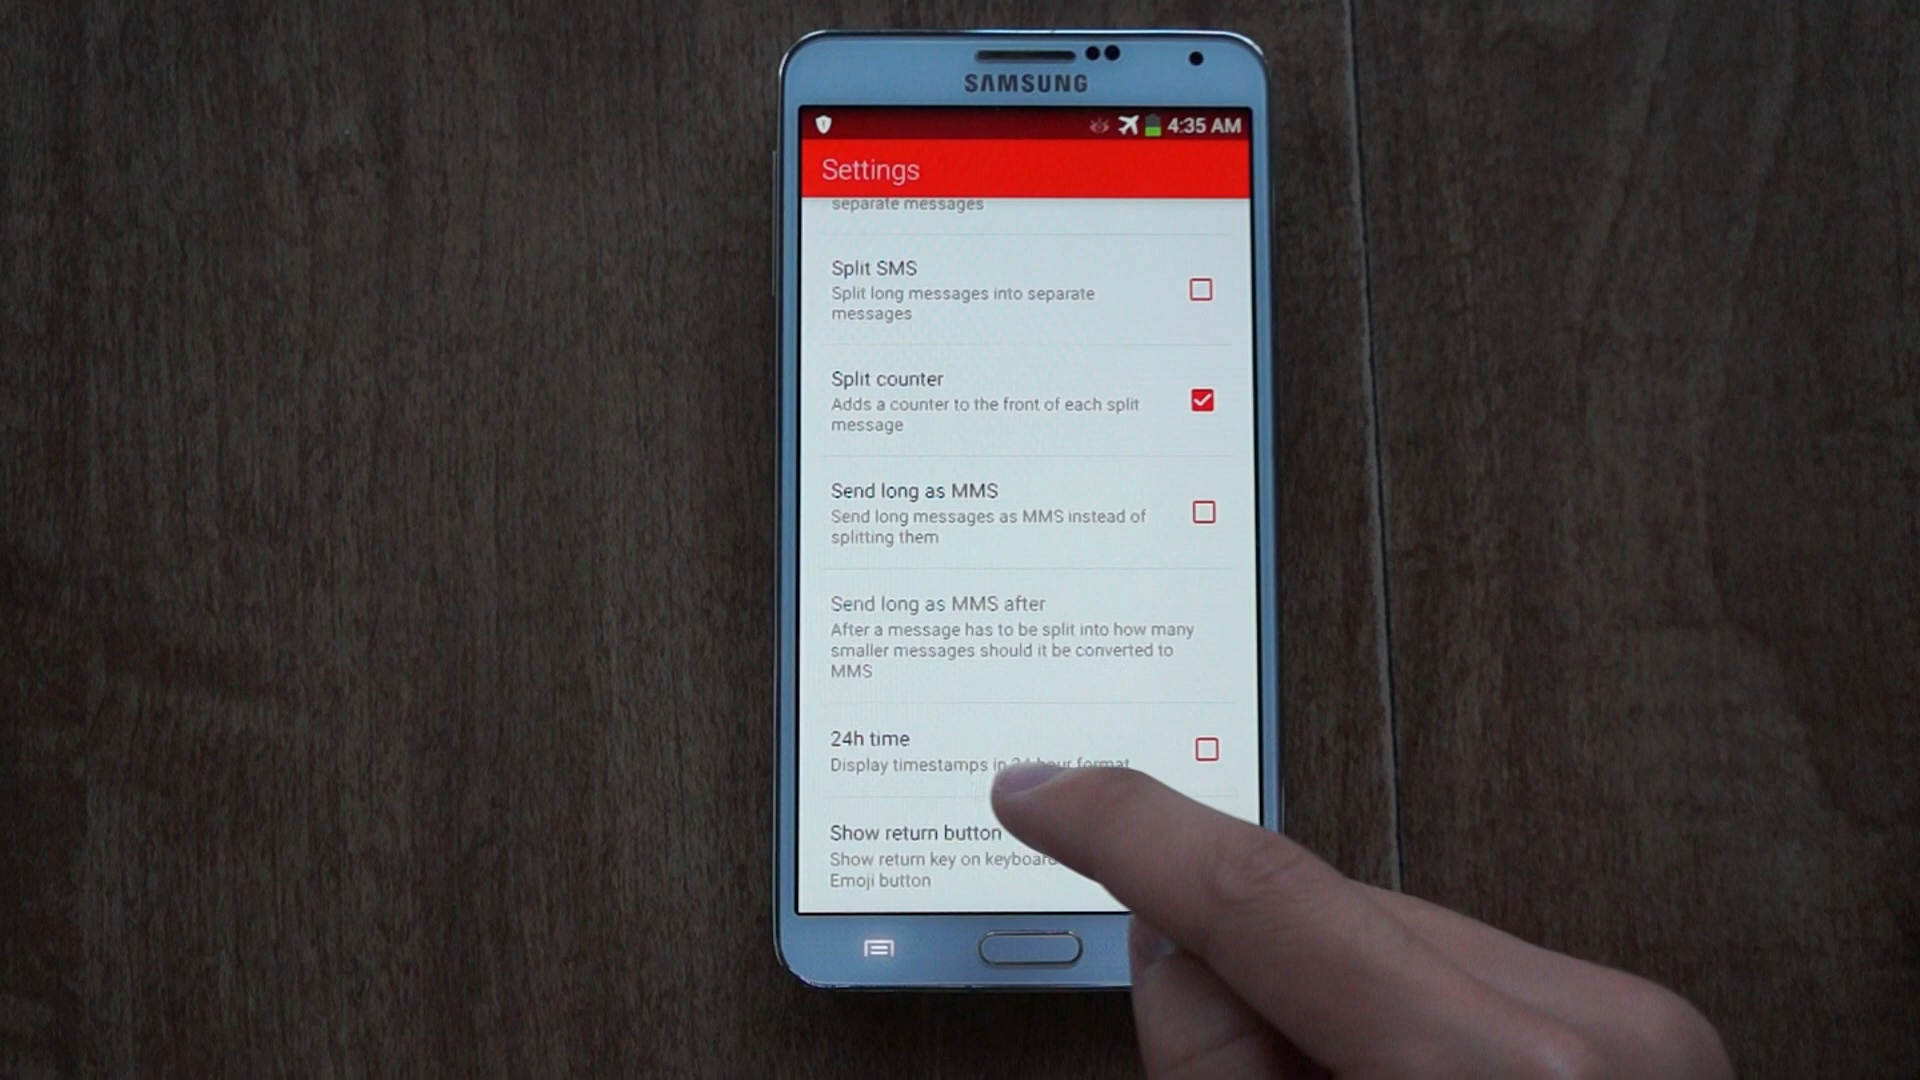 SAMSUNG
4:35 AM
Settings
separate messages
Split SMS
Split long messages into separate
messages
Split counter
Adds a counter to the front of each split
message
Send long as MMS
Send long messages as MMS instead of
splitting them
Send long as MMS after
After a message has to be split into how many
smaller messages should it be converted to
MMS
24h time
Display timestamps in 24 hour format
Show return button
Show return key on keyboard
Emoji button